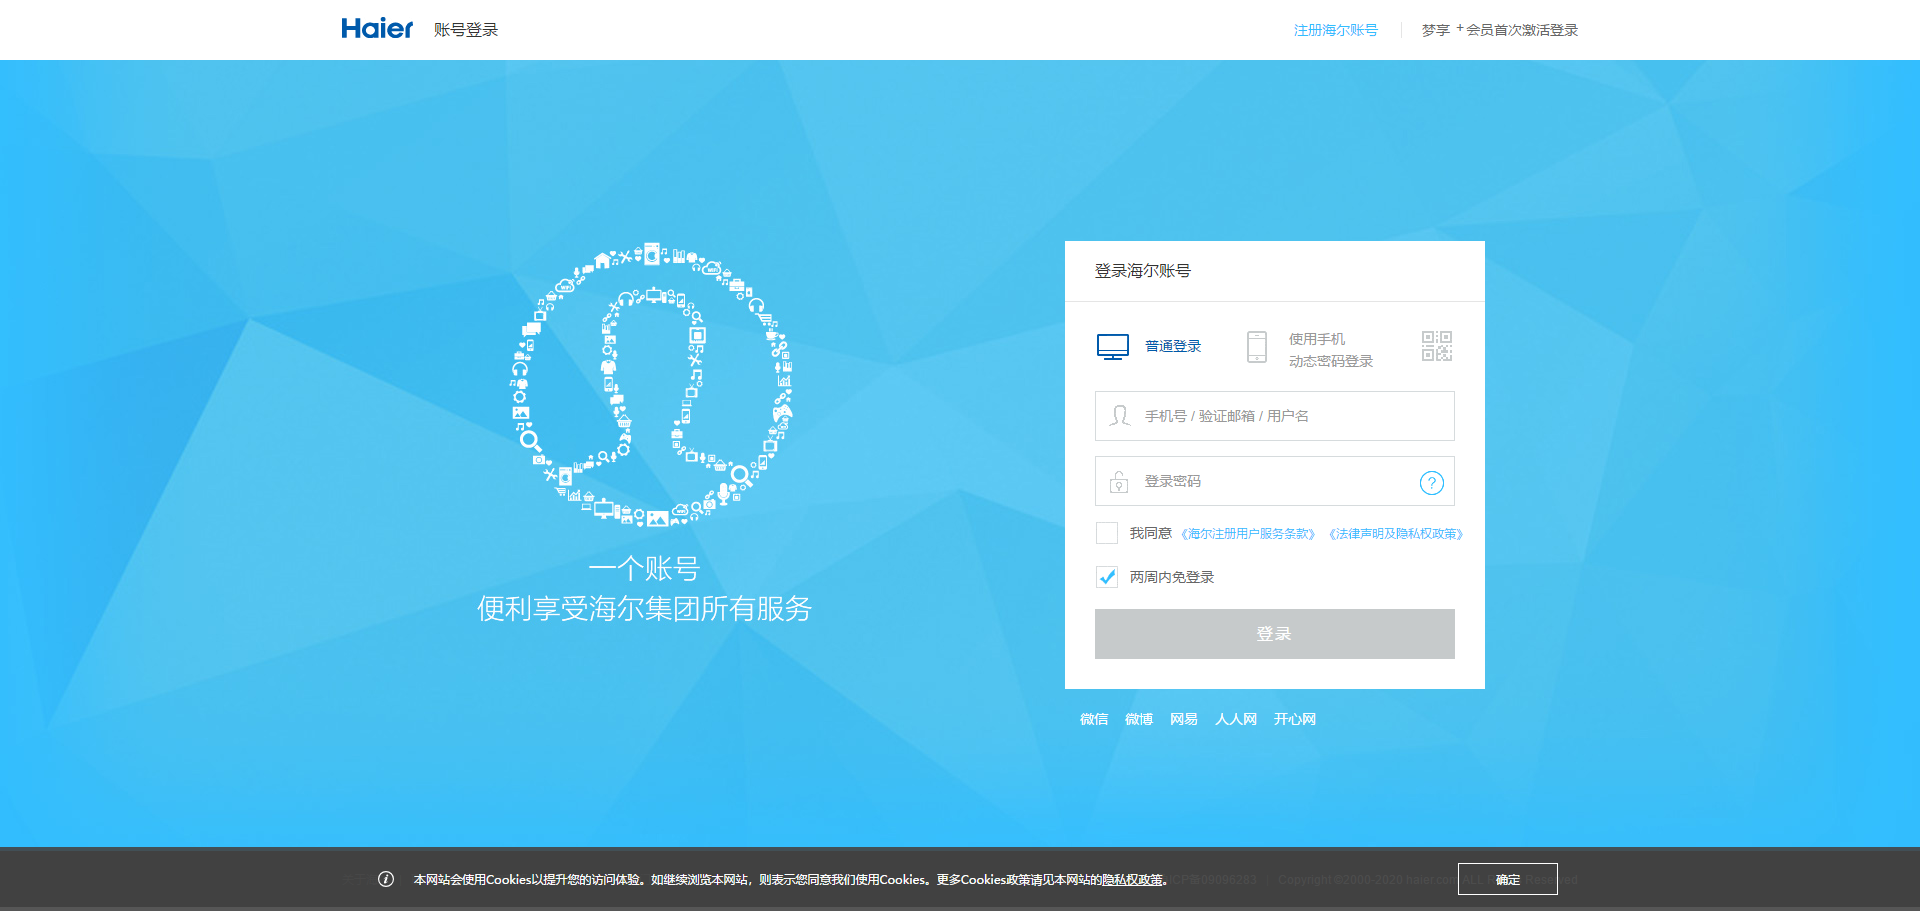 Haier 账号登录
注册海尔账号
梦享+会员首次激活登录
一个账号
便利享受海尔集团所有服务
登录海尔账号
普通登录
使用手机
动态密码登录
手机号 / 验证邮箱 / 用户名
登录密码
?
我同意 《海尔注册用户服务条款》 《法律声明及隐私权政策》
两周内免登录
登录
微信 微博 网易 人人网 开心网
本网站会使用Cookies以提升您的访问体验。如继续浏览本网站，则表示您同意我们使用Cookies。更多Cookies政策请见本网站的隐私权政策。
确定